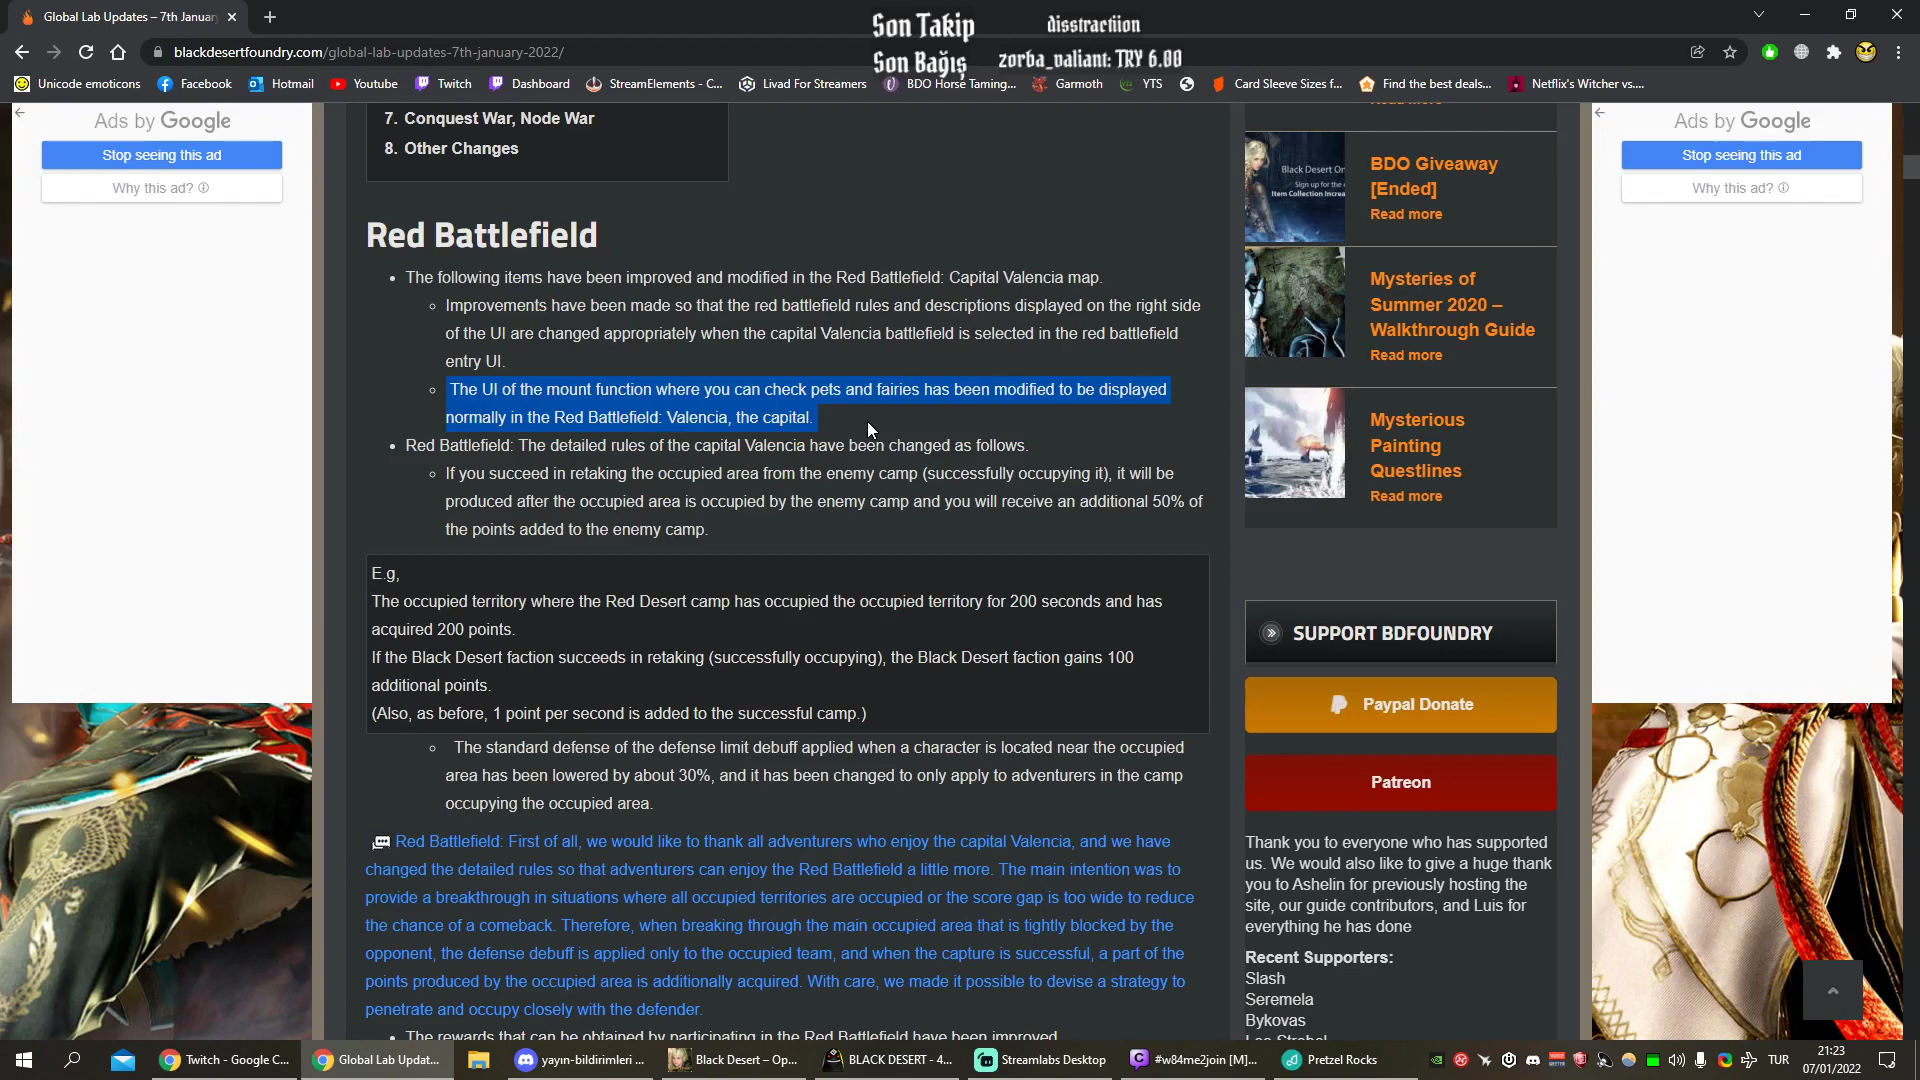 Global Lab Updates – 7th Januar
Son Takip
disstractiion
Son Bağış
zorba_valiant: TRY 6.00
blackdesertfoundry.com/global-lab-updates-7th-january-2022/
Unicode emotions
Facebook
Hotmail
Youtube
Twitch
Dashboard
StreamElements - C...
Livad For Streamers
BDO Horse Taming...
Garmoth
YTS
Card Sleeve Sizes f...
Find the best deals...
Netflix's Witcher vs....
Ads by Google
Stop seeing this ad
Why this ad?
7. Conquest War, Node War
8. Other Changes
Red Battlefield
• The following items have been improved and modified in the Red Battlefield: Capital Valencia map.
Improvements have been made so that the red battlefield rules and descriptions displayed on the right side
of the UI are changed appropriately when the capital Valencia battlefield is selected in the red battlefield
entry UI.
The UI of the mount function where you can check pets and fairies has been modified to be displayed
normally in the Red Battlefield: Valencia, the capital.
• Red Battlefield: The detailed rules of the capital Valencia have been changed as follows.
If you succeed in retaking the occupied area from the enemy camp (successfully occupying it), it will be
produced after the occupied area is occupied by the enemy camp and you will receive an additional 50% of
the points added to the enemy camp.
E.g,
The occupied territory where the Red Desert camp has occupied the occupied territory for 200 seconds and has
acquired 200 points.
If the Black Desert faction succeeds in retaking (successfully occupying), the Black Desert faction gains 100
additional points.
(Also, as before, 1 point per second is added to the successful camp.)
The standard defense of the defense limit debuff applied when a character is located near the occupied
area has been lowered by about 30%, and it has been changed to only apply to adventurers in the camp
occupying the occupied area.
Red Battlefield: First of all, we would like to thank all adventurers who enjoy the capital Valencia, and we have
changed the detailed rules so that adventurers can enjoy the Red Battlefield a little more. The main intention was to
provide a breakthrough in situations where all occupied territories are occupied or the score gap is too wide to reduce
the chance of a comeback. Therefore, when breaking through the main occupied area that is tightly blocked by the
opponent, the defense debuff is applied only to the occupied team, and when the capture is successful, a part of the
points produced by the occupied area is additionally acquired. With care, we made it possible to devise a strategy to
penetrate and occupy closely with the defender.
• The rewards that can be obtained by participating in the Red Battlefield have been improved.
Read more
Black Desert On
Sign up for the
Item Collection Increa
BDO Giveaway
[Ended]
Read more
Mysteries of
Summer 2020 –
Walkthrough Guide
Read more
Mysterious
Painting
Questlines
Read more
SUPPORT BDFOUNDRY
Paypal Donate
Patreon
Thank you to everyone who has supported
us. We would also like to give a huge thank
you to Ashelin for previously hosting the
site, our guide contributors, and Luis for
everything he has done
Recent Supporters:
Slash
Seremela
Bykovas
Ads by Google
Stop seeing this ad
Why this ad?
Twitch - Google C...
Global Lab Updat...
yayın-bildirimleri ...
Black Desert – Op...
BLACK DESERT - 4...
Streamlabs Desktop
#w84me2join [M]...
Pretzel Rocks
TUR
21:23
07/01/2022